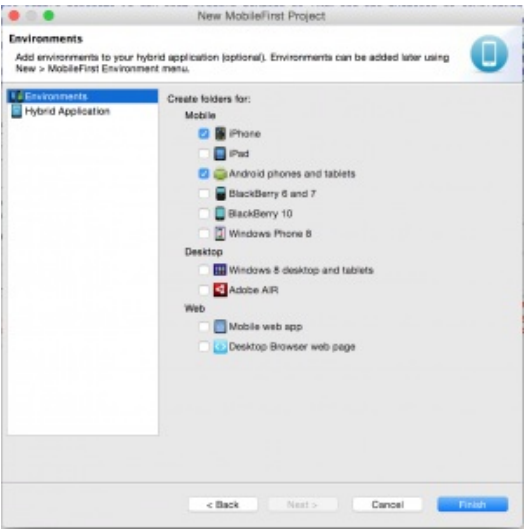 New MobileFirst Project
Environments
Add environments to your hybrid application (optional). Environments can be added later using
New > MobileFirst Environment menu.
Environments
Hybrid Application
Create folders for:
Mobile
iPhone
iPad
Android phones and tablets
BlackBerry 6 and 7
BlackBerry 10
Windows Phone 8
Desktop
Windows 8 desktop and tablets
Adobe AIR
Web
Mobile web app
Desktop Browser web page
< Back Next > Cancel Finish